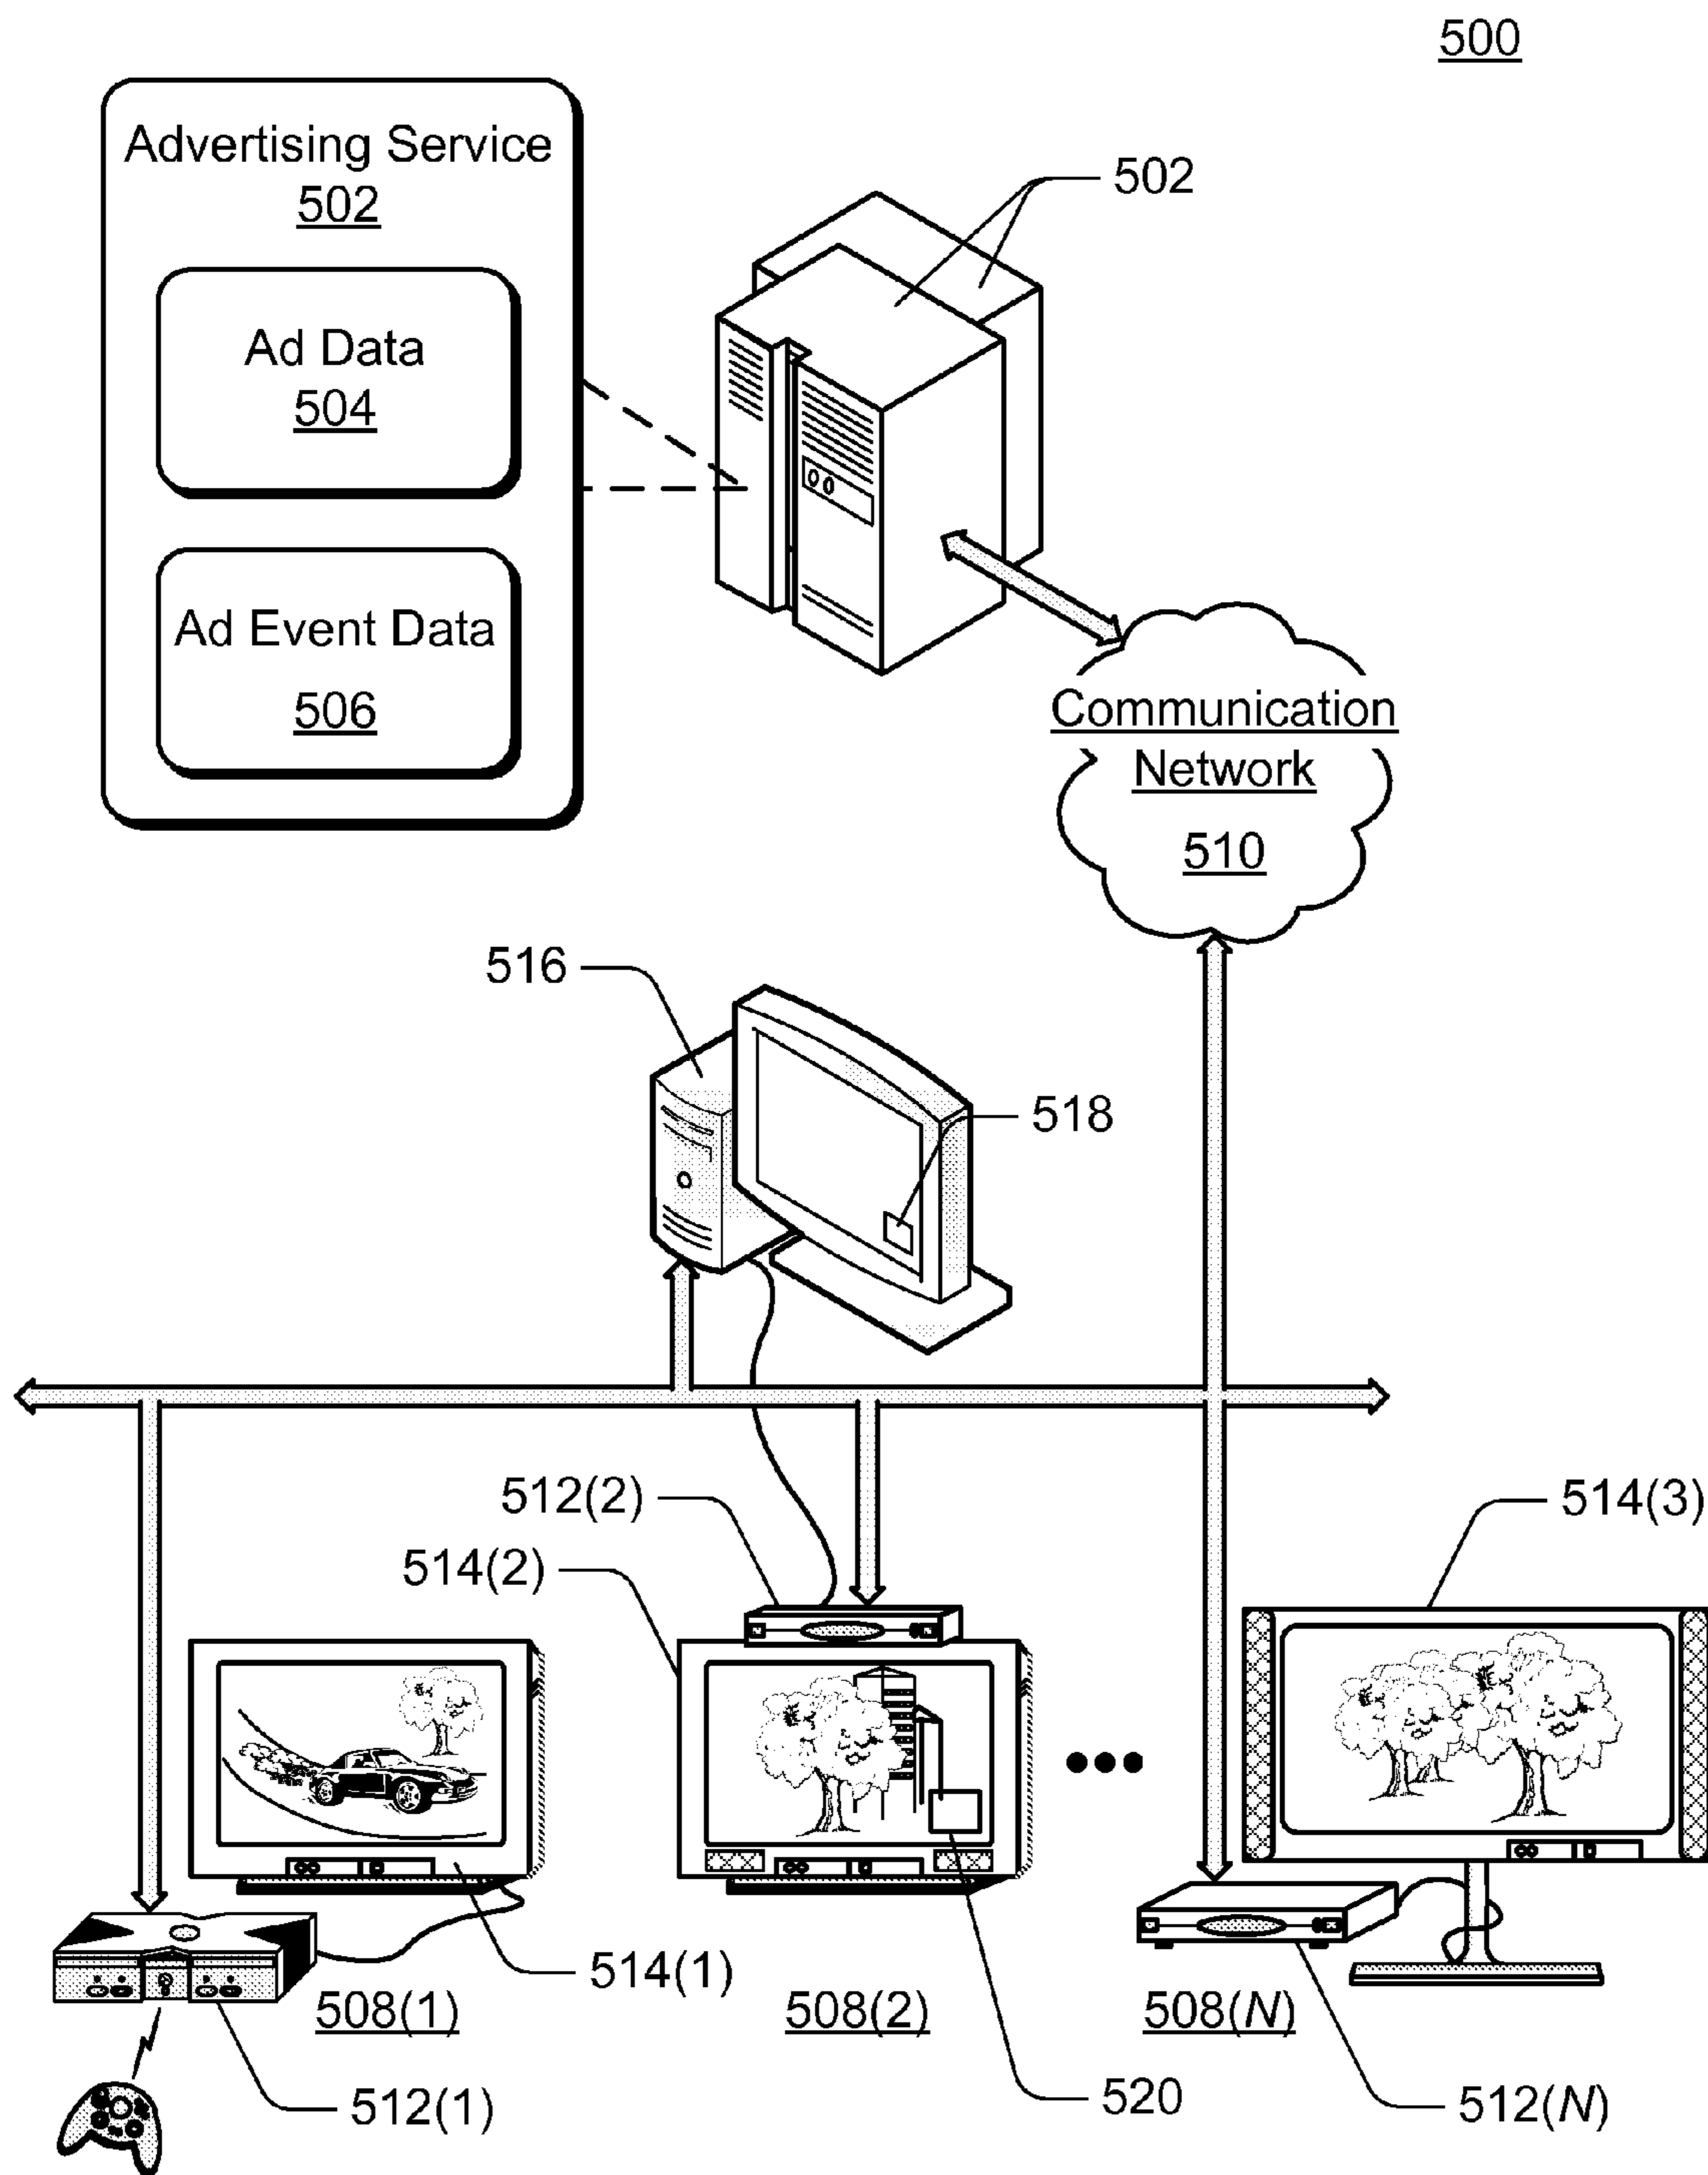 500
Advertising Service
502
Ad Data
504
Ad Event Data
506
502
Communication
Network
510
516
518
512(2)
514(2)
514(3)
514(1)
508(1)
508(2)
508(N)
512(1)
520
512(N)